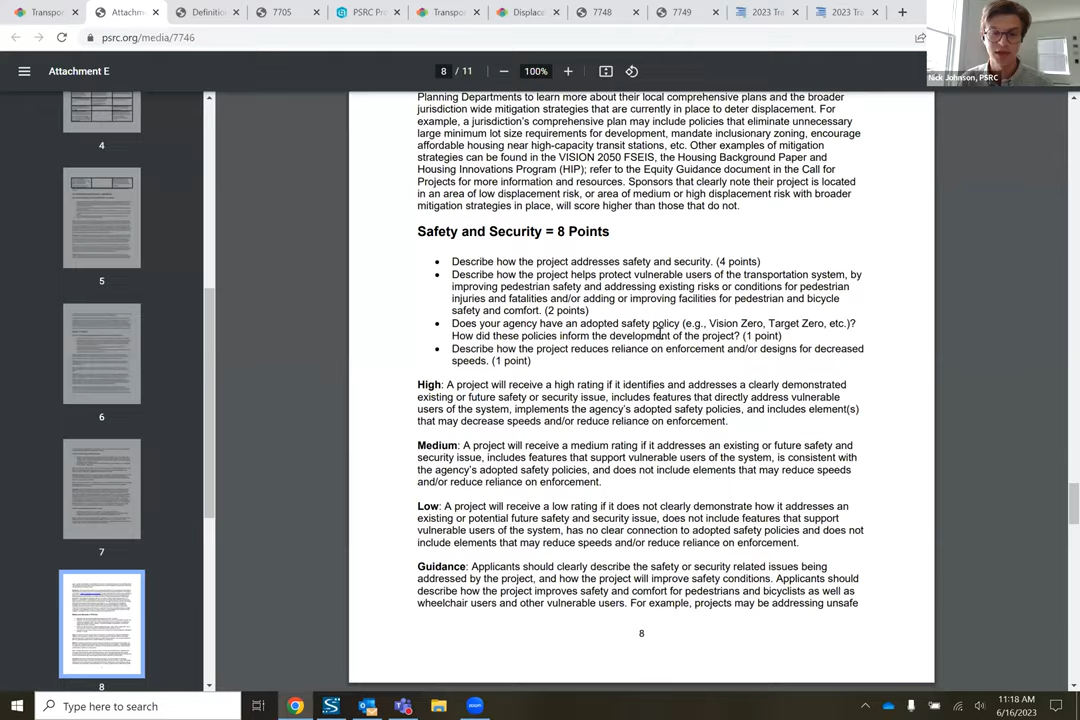 Transpor
Attachm
Definitio
7705
PSRC Pro
Transpor
Displace
7748
7749
2023 Tra
2023 Tra
psrc.org/media/7746
Nick Johnson, PSRC
Attachment E
8 / 11
100%
4
5
6
7
8
Planning Departments to learn more about their local comprehensive plans and the broader
jurisdiction wide mitigation strategies that are currently in place to deter displacement. For
example, a jurisdiction's comprehensive plan may include policies that eliminate unnecessary
large minimum lot size requirements for development, mandate inclusionary zoning, encourage
affordable housing near high-capacity transit stations, etc. Other examples of mitigation
strategies can be found in the VISION 2050 FSEIS, the Housing Background Paper and
Housing Innovations Program (HIP); refer to the Equity Guidance document in the Call for
Projects for more information and resources. Sponsors that clearly note their project is located
in an area of low displacement risk, or area of medium or high displacement risk with broader
mitigation strategies in place, will score higher than those that do not.
Safety and Security = 8 Points
• Describe how the project addresses safety and security. (4 points)
• Describe how the project helps protect vulnerable users of the transportation system, by
improving pedestrian safety and addressing existing risks or conditions for pedestrian
injuries and fatalities and/or adding or improving facilities for pedestrian and bicycle
safety and comfort. (2 points)
• Does your agency have an adopted safety policy (e.g., Vision Zero, Target Zero, etc.)?
How did these policies inform the development of the project? (1 point)
• Describe how the project reduces reliance on enforcement and/or designs for decreased
speeds. (1 point)
High: A project will receive a high rating if it identifies and addresses a clearly demonstrated
existing or future safety or security issue, includes features that directly address vulnerable
users of the system, implements the agency's adopted safety policies, and includes element(s)
that may decrease speeds and/or reduce reliance on enforcement.
Medium: A project will receive a medium rating if it addresses an existing or future safety and
security issue, includes features that support vulnerable users of the system, is consistent with
the agency's adopted safety policies, and does not include elements that may reduce speeds
and/or reduce reliance on enforcement.
Low: A project will receive a low rating if it does not clearly demonstrate how it addresses an
existing or potential future safety and security issue, does not include features that support
vulnerable users of the system, has no clear connection to adopted safety policies and does not
include elements that may reduce speeds and/or reduce reliance on enforcement.
Guidance: Applicants should clearly describe the safety or security related issues being
addressed by the project, and how the project will improve safety conditions. Applicants should
describe how the project improves safety and comfort for pedestrians and bicyclists as well as
wheelchair users and other vulnerable users. For example, projects may be addressing unsafe
8
Type here to search
zoom
11:18 AM
6/16/2023